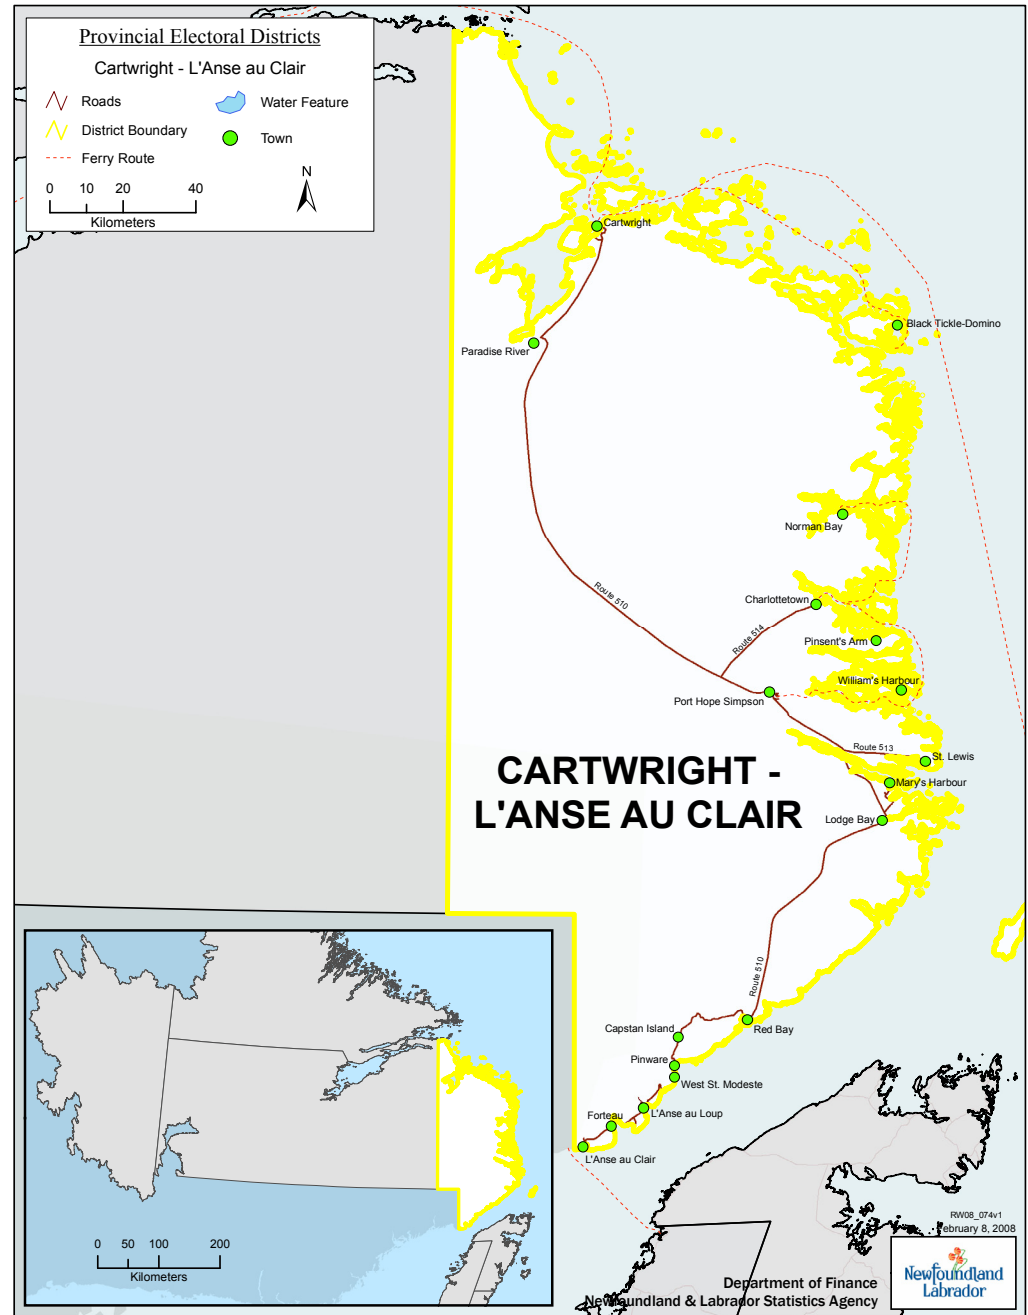 Provincial Electoral Districts
Cartwright - L'Anse au Clair
Roads
Water Feature
District Boundary
Town
Ferry Route
N
0 10 20 40
Kilometers
Cartwright
Black Tickle-Domino
Paradise River
Norman Bay
Route 510
Charlottetown
Route 514
Pinsent's Arm
William's Harbour
Port Hope Simpson
Route 513
St. Lewis
CARTWRIGHT -
L'ANSE AU CLAIR
Mary's Harbour
Lodge Bay
Route 510
Red Bay
Capstan Island
Pinware
West St. Modeste
L'Anse au Loup
Forteau
L'Anse au Clair
0 50 100 200
Kilometers
RW08_074v1
ebruary 8, 2008
Department of Finance
Newfoundland & Labrador Statistics Agency
Newfoundland
Labrador